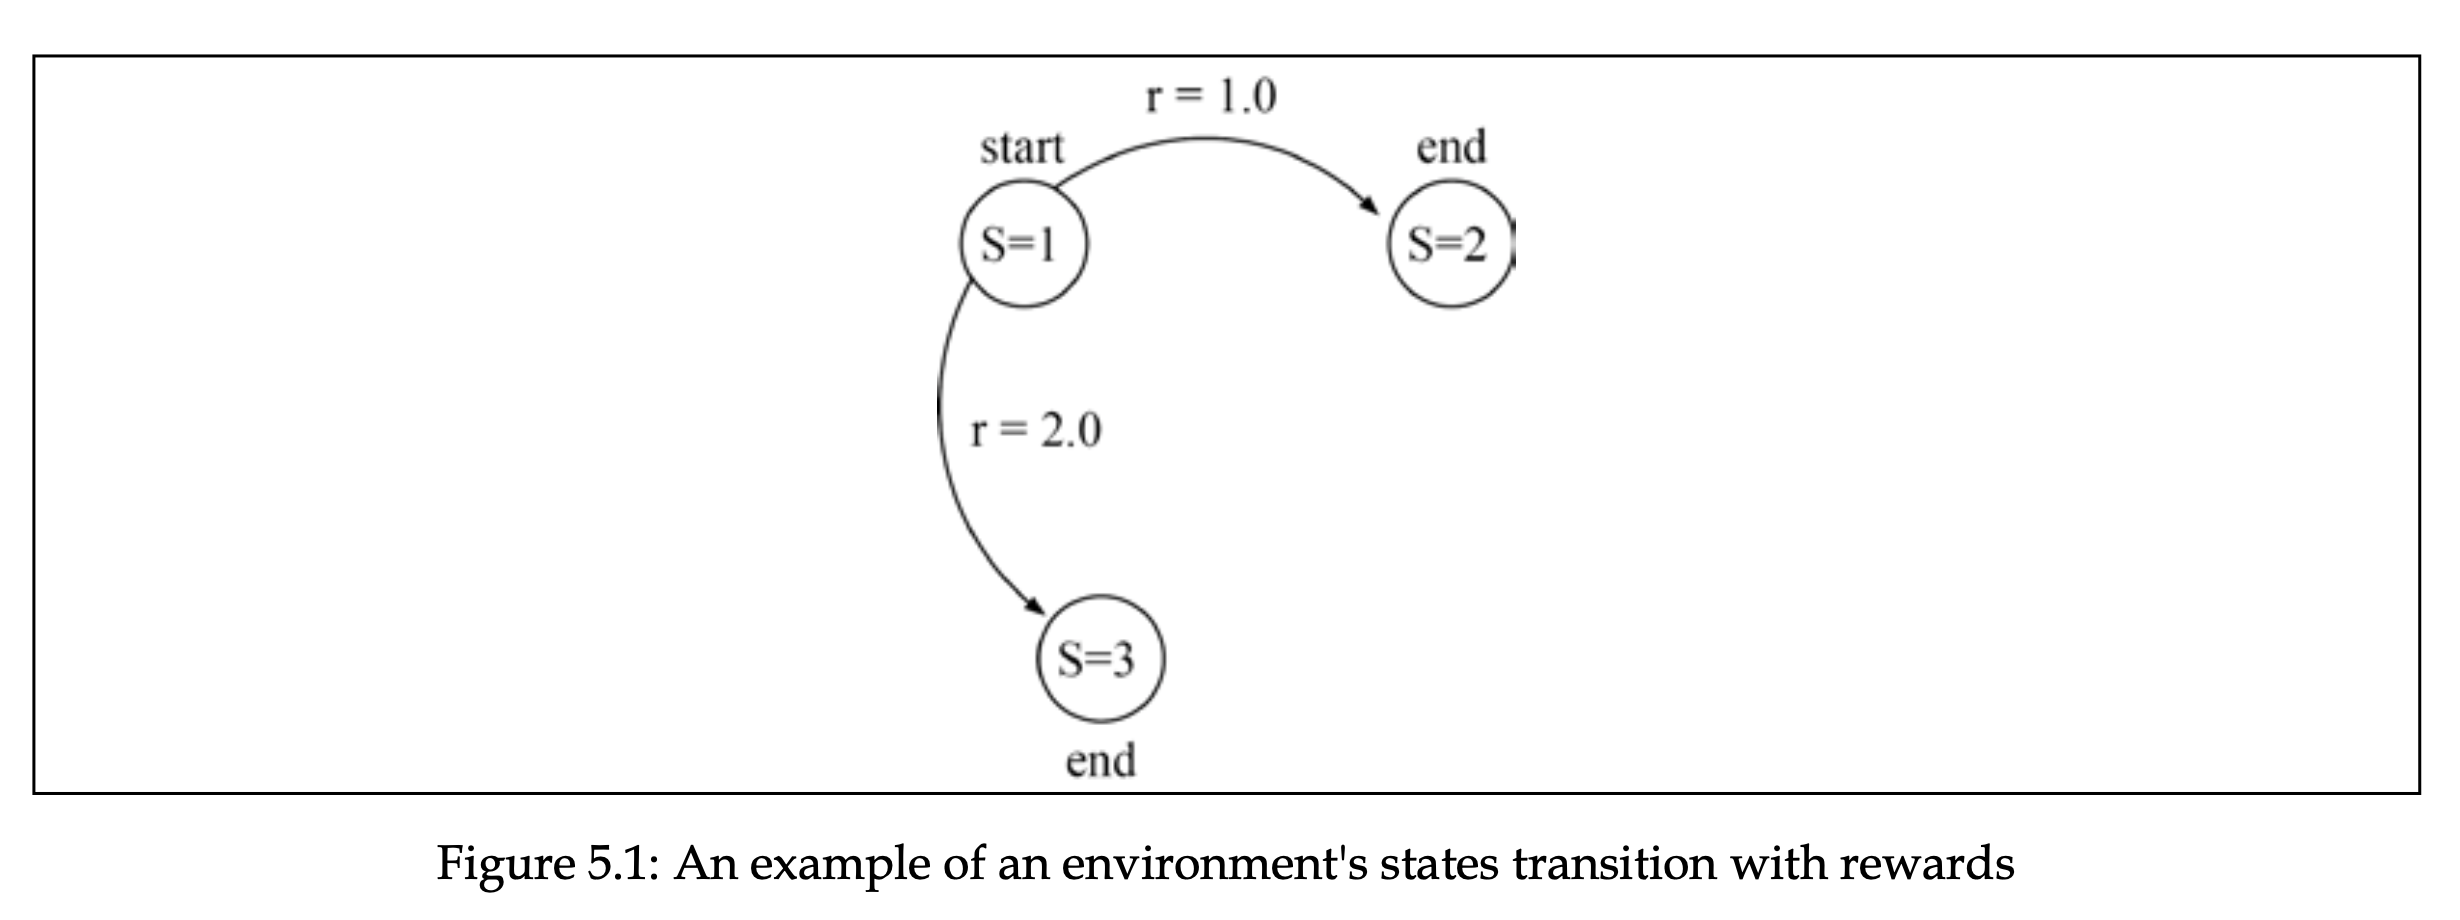 r = 1.0
start
end
S=1
S=2
r = 2.0
S=3
end
Figure 5.1: An example of an environment's states transition with rewards